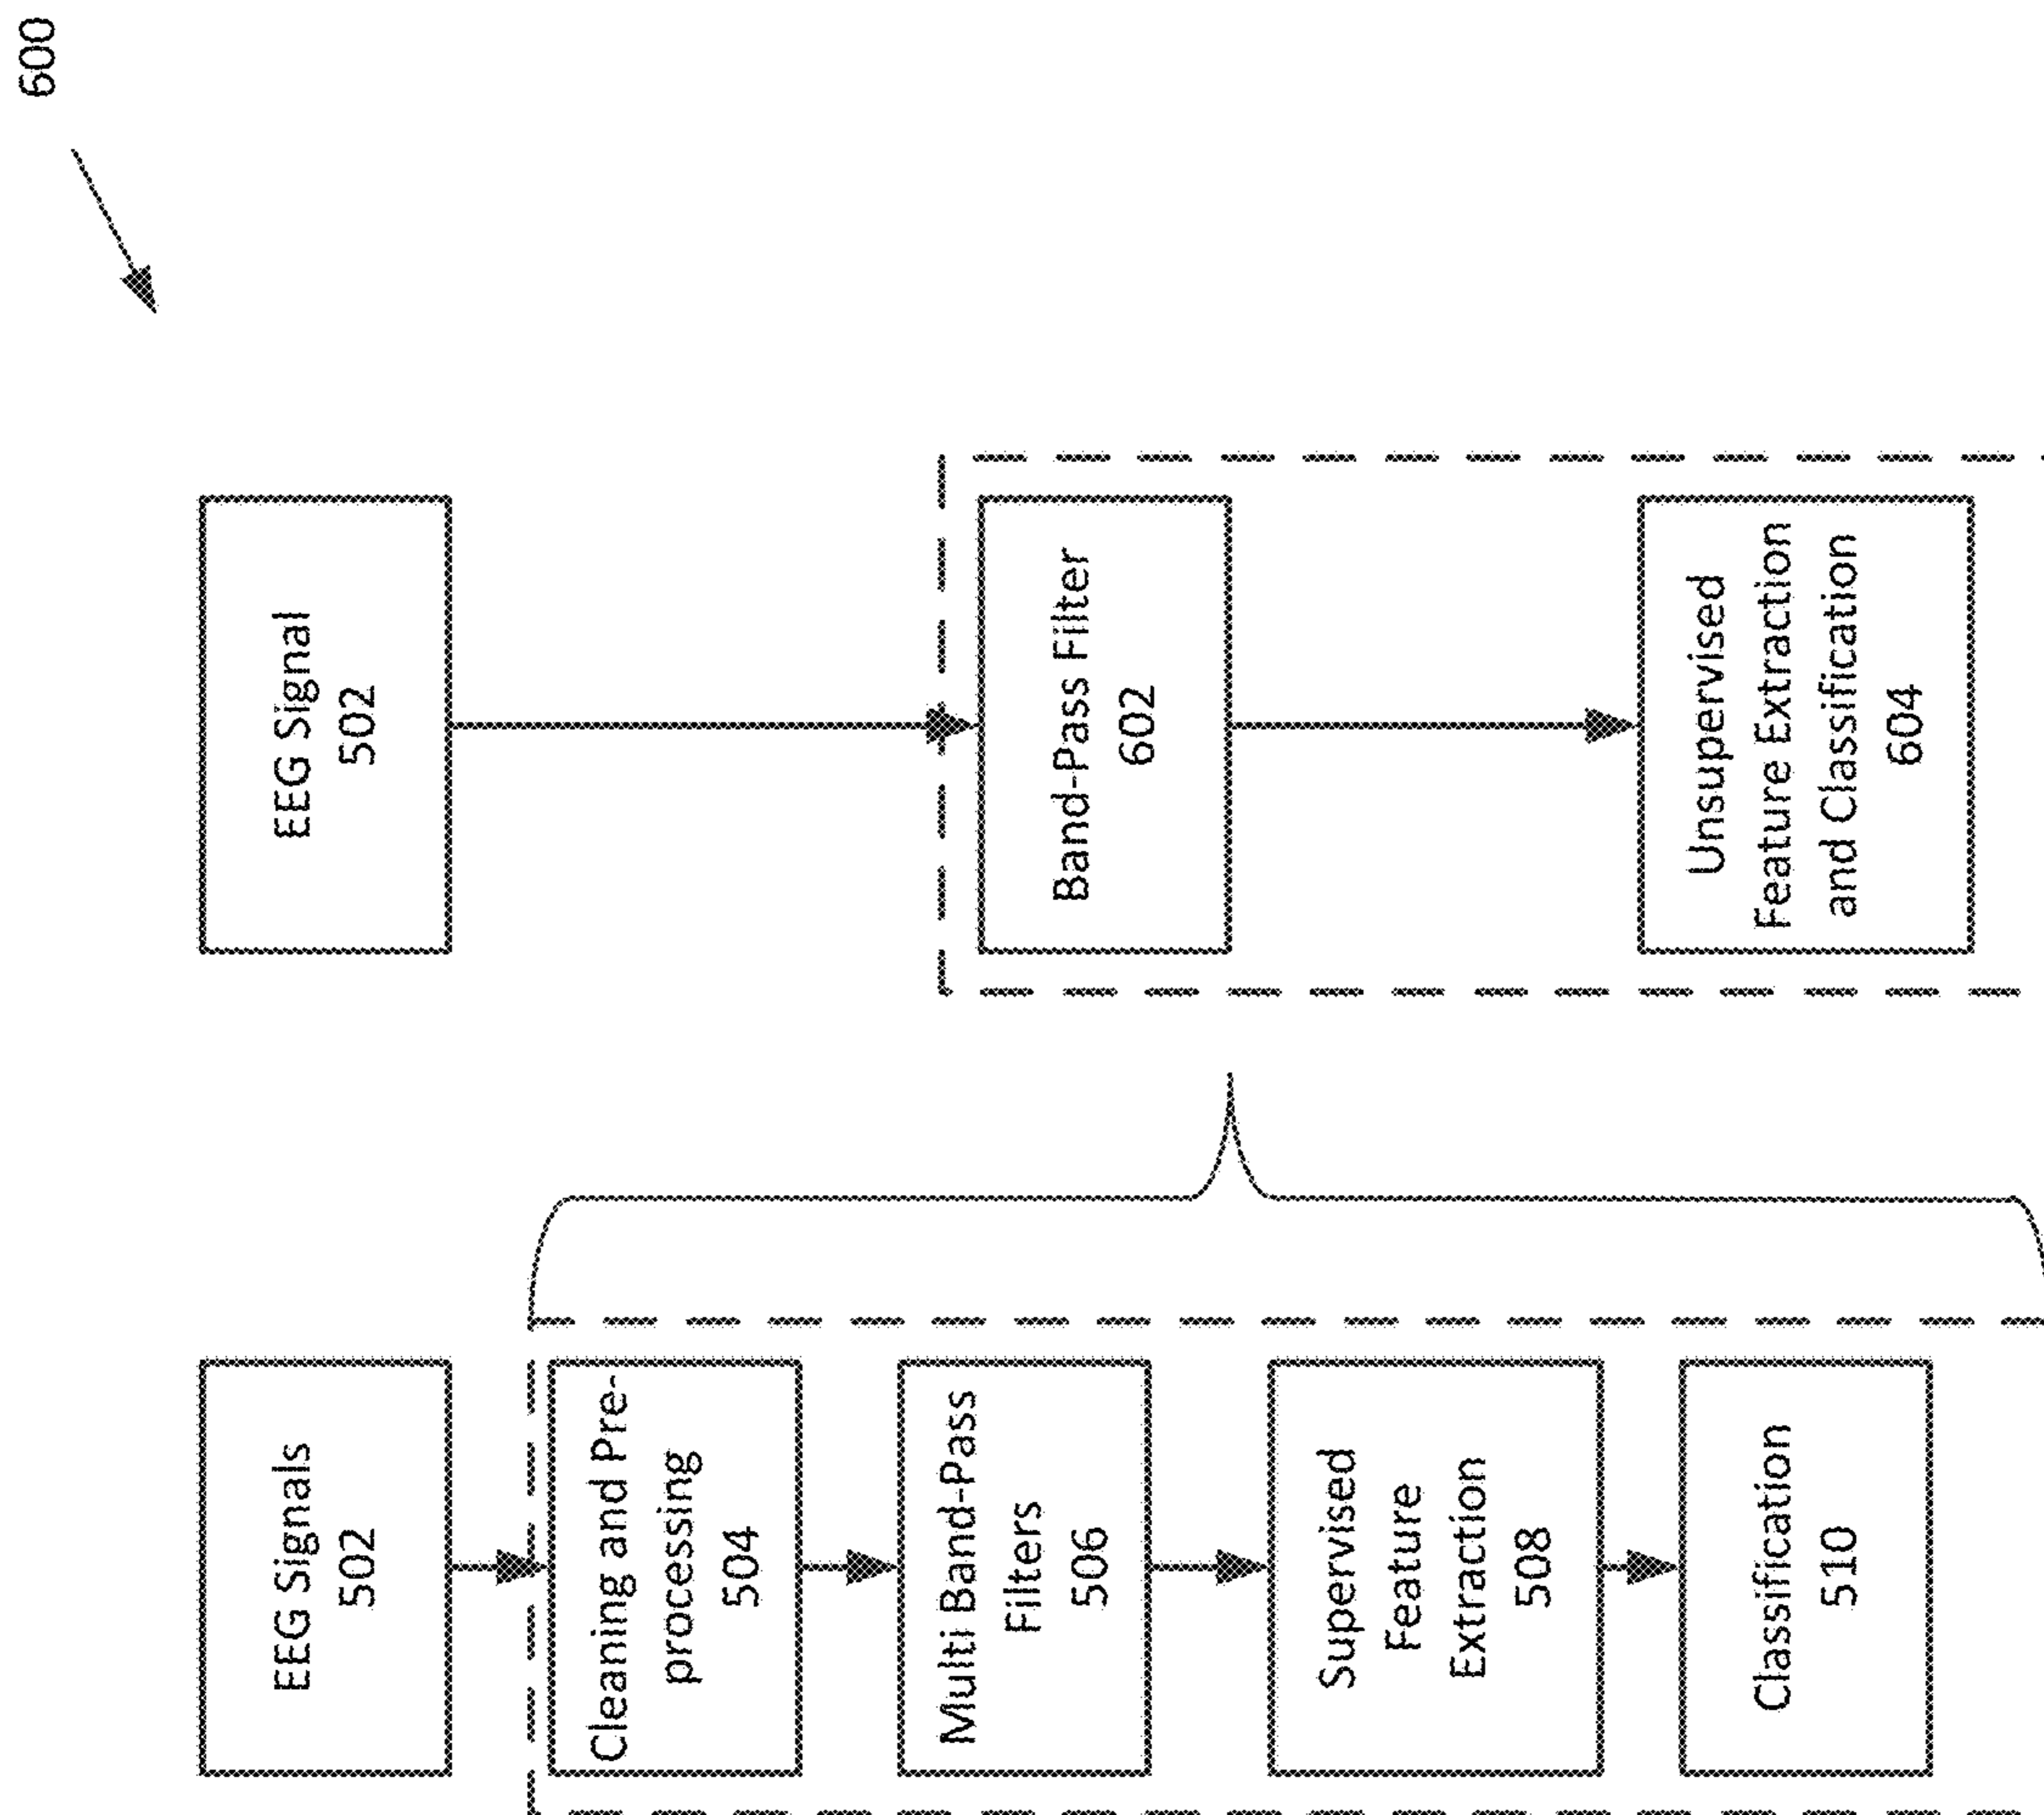 600
EEG Signal
502
Band-Pass Filter
602
Unsupervised
Feature Extraction
and Classification
604
EEG Signals
502
Cleaning and Pre-
processing
504
Multi Band-Pass
Filters
506
Supervised
Feature
Extraction
508
Classification
510